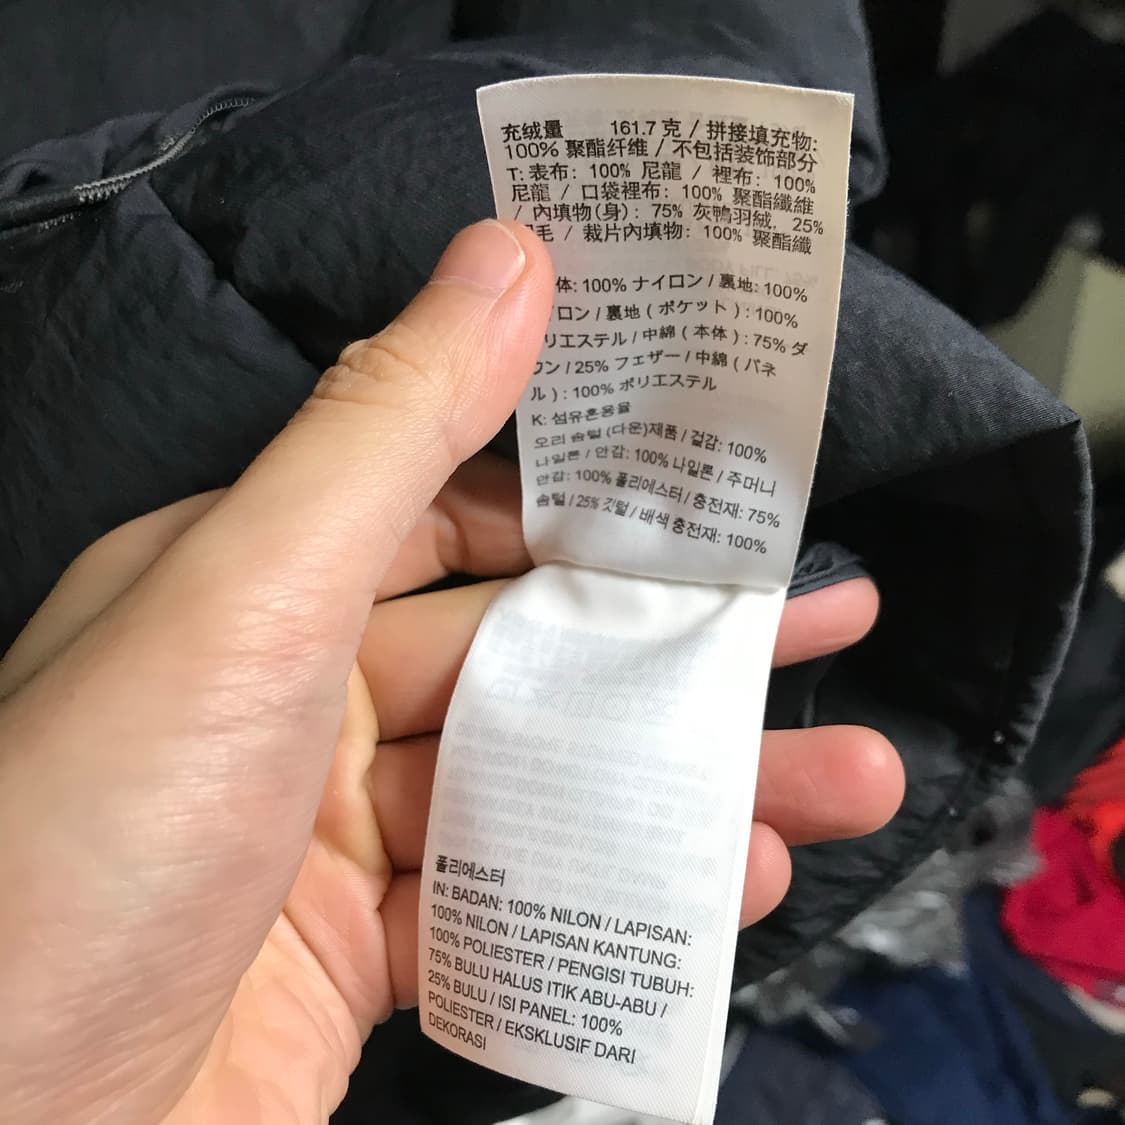 充绒量 161.7 克 / 拼接填充物:
100% 聚酯纤维 / 不包括装饰部分
T: 表布: 100% 尼龍 / 裡布: 100%
尼龍 / 口袋裡布: 100% 聚酯纖維
/ 內填物(身): 75% 灰鴨羽絨, 25%
毛 / 裁片內填物: 100% 聚酯纖
体: 100% ナイロン / 裏地: 100%
ロン / 裏地 ( ポケット ) : 100%
リエステル / 中綿 ( 本体 ) : 75% ダ
ウン / 25% フェザー / 中綿 ( パネ
ル ) : 100% ポリエステル
K: 섬유혼용율
오리 솜털 (다운)제품 / 겉감: 100%
나일론 / 안감: 100% 나일론 / 주머니
안감: 100% 폴리에스터 / 충전재: 75%
솜털 / 25% 깃털 / 배색 충전재: 100%
폴리에스터
IN: BADAN: 100% NILON / LAPISAN:
100% NILON / LAPISAN KANTUNG:
100% POLIESTER / PENGISI TUBUH:
75% BULU HALUS ITIK ABU-ABU /
25% BULU / ISI PANEL: 100%
POLIESTER / EKSKLUSIF DARI
DEKORASI